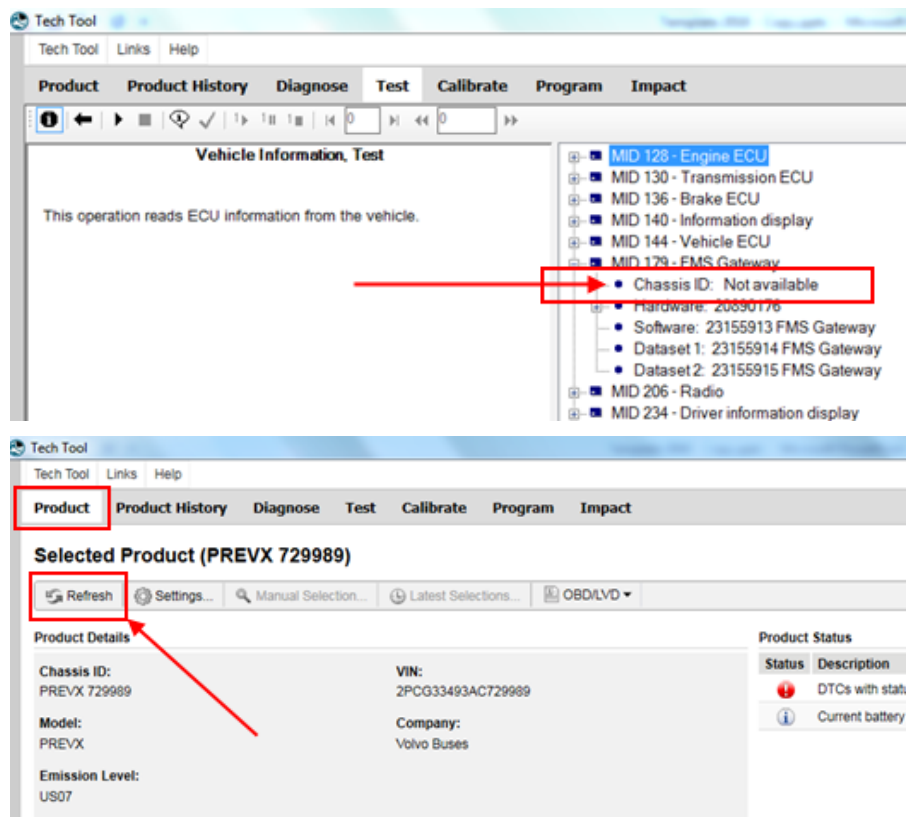 Tech Tool
Tech Tool Links Help
Product Product History Diagnose Test Calibrate Program Impact
0 0
Vehicle Information, Test
This operation reads ECU information from the vehicle.
MID 128 - Engine ECU
MID 130 - Transmission ECU
MID 136 - Brake ECU
MID 140 - Information display
MID 144 - Vehicle ECU
MID 179 - FMS Gateway
Chassis ID: Not available
Hardware: 20890176
Software: 23155913 FMS Gateway
Dataset 1: 23155914 FMS Gateway
Dataset 2: 23155915 FMS Gateway
MID 206 - Radio
MID 234 - Driver information display
Tech Tool
Tech Tool Links Help
Product Product History Diagnose Test Calibrate Program Impact
Selected Product (PREVX 729989)
Refresh Settings... Manual Selection... Latest Selections... OBD/LVD
Product Details
Chassis ID:
PREVX 729989
Model:
PREVX
Emission Level:
US07
VIN:
2PCG33493AC729989
Company:
Volvo Buses
Product Status
Status Description
DTCs with stat
Current battery